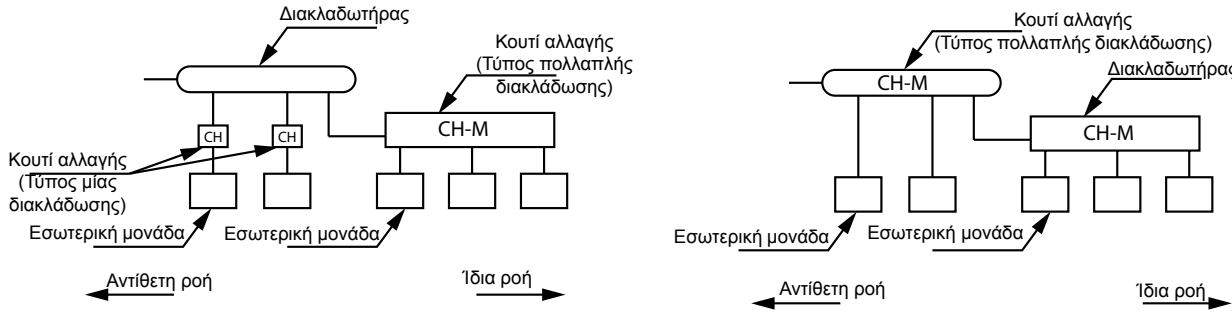 Διακλαδωτήρας
Κουτί αλλαγής
(Τύπος πολλαπλής
διακλάδωσης)
CH
CH
CH-M
Κουτί αλλαγής
(Τύπος μίας
διακλάδωσης)
Εσωτερική μονάδα
Εσωτερική μονάδα
Αντίθετη ροή
Ίδια ροή
Κουτί αλλαγής
(Τύπος πολλαπλής διακλάδωσης)
Διακλαδωτήρας
CH-M
CH-M
Εσωτερική μονάδα
Εσωτερική μονάδα
Αντίθετη ροή
Ίδια ροή